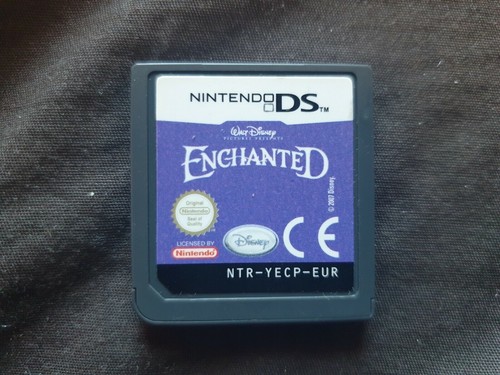 NINTENDO DS™
Walt Disney
PICTURES PRESENTS
ENCHANTED
Original
Nintendo
Seal of
Quality
LICENSED BY
Nintendo
Disney
CE
© 2007 Disney.
NTR-YECP-EUR